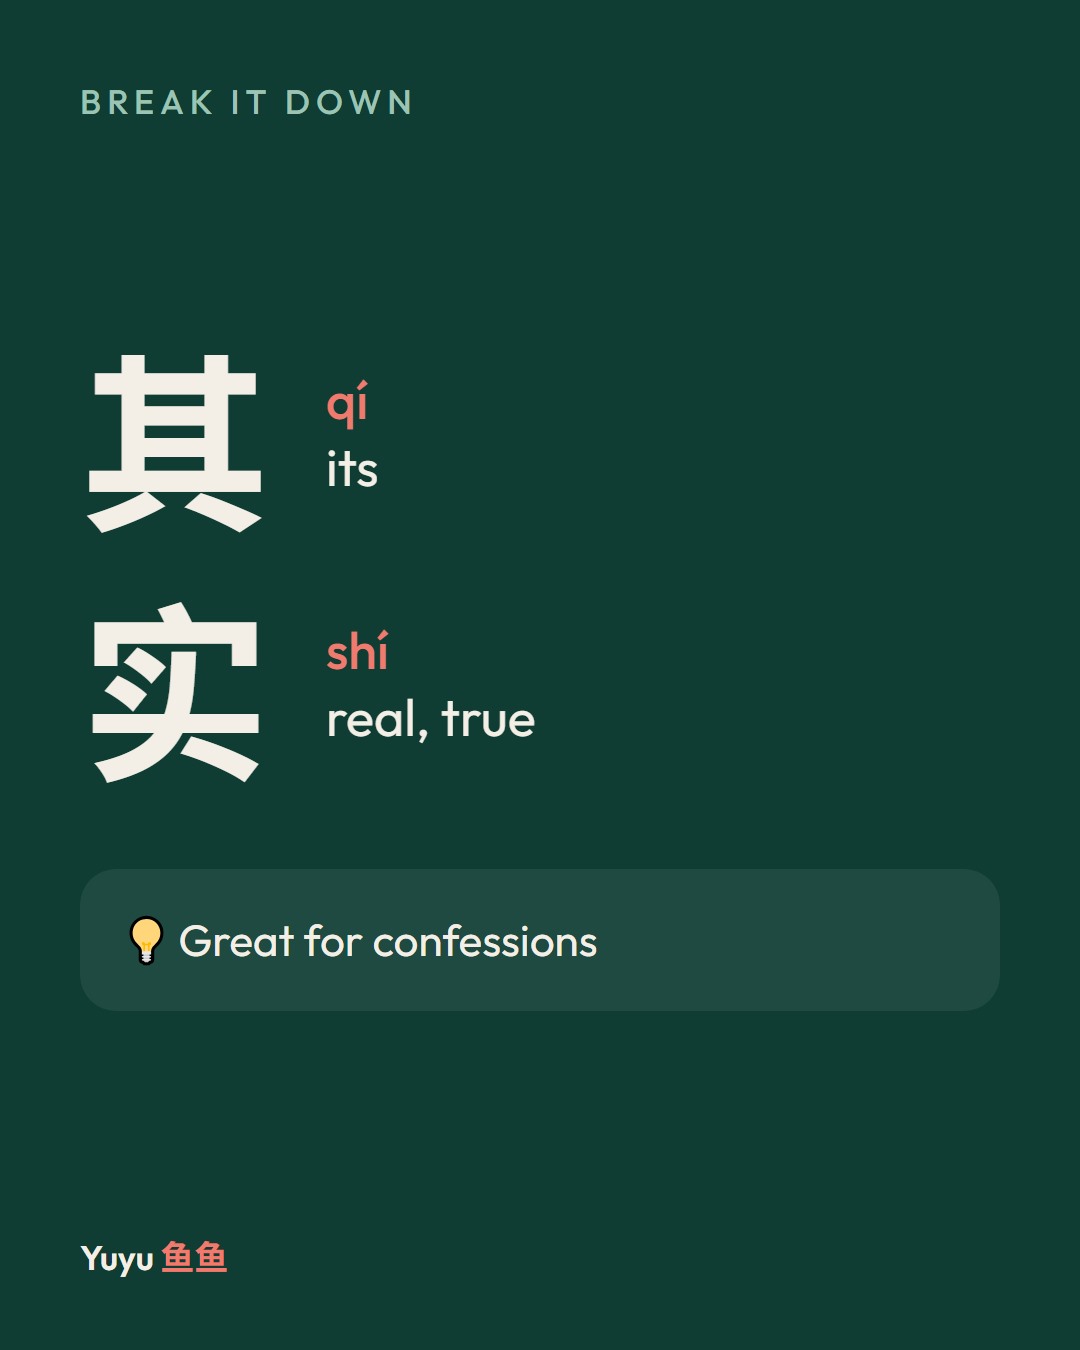 BREAK IT DOWN
其
qí
its
实
shí
real, true
💡 Great for confessions
Yuyu 鱼鱼